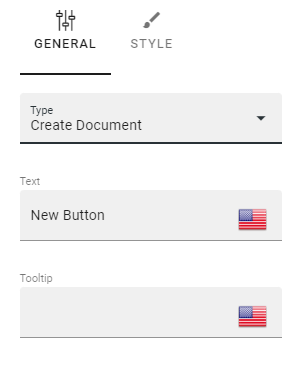 GENERAL
STYLE
Type
Create Document
Text
New Button
Tooltip